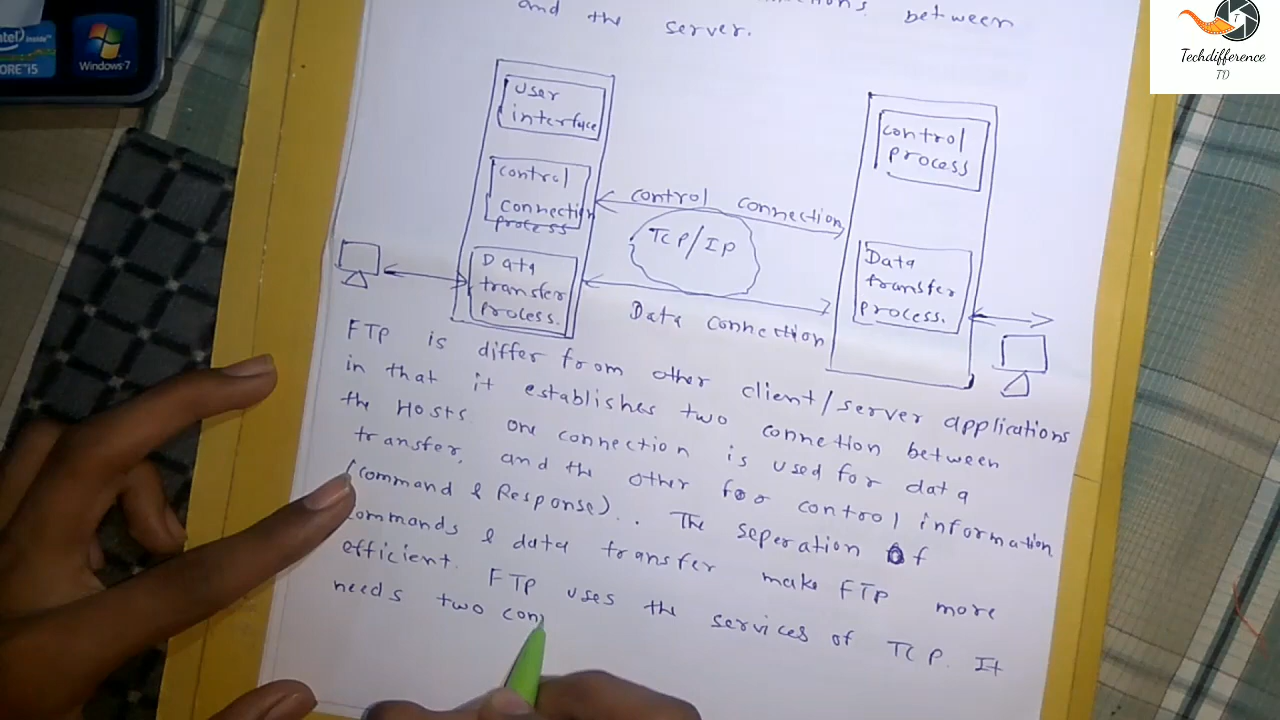 between
and the server.
intel inside
CORE i5
Windows 7
Techdifference
TD
User
interface
control
connection
process
Data
transfer
process.
control connection
TCP/IP
Data connection
control
process
Data
transfer
process.
FTP is differ from other client/server applications
in that it establishes two connetion between
the Hosts one connection is used for data
transfer, and the other for control information
(command & Response).. The seperation of
commands & data transfer make FTP more
efficient. FTP uses the services of TCP. It
needs two con